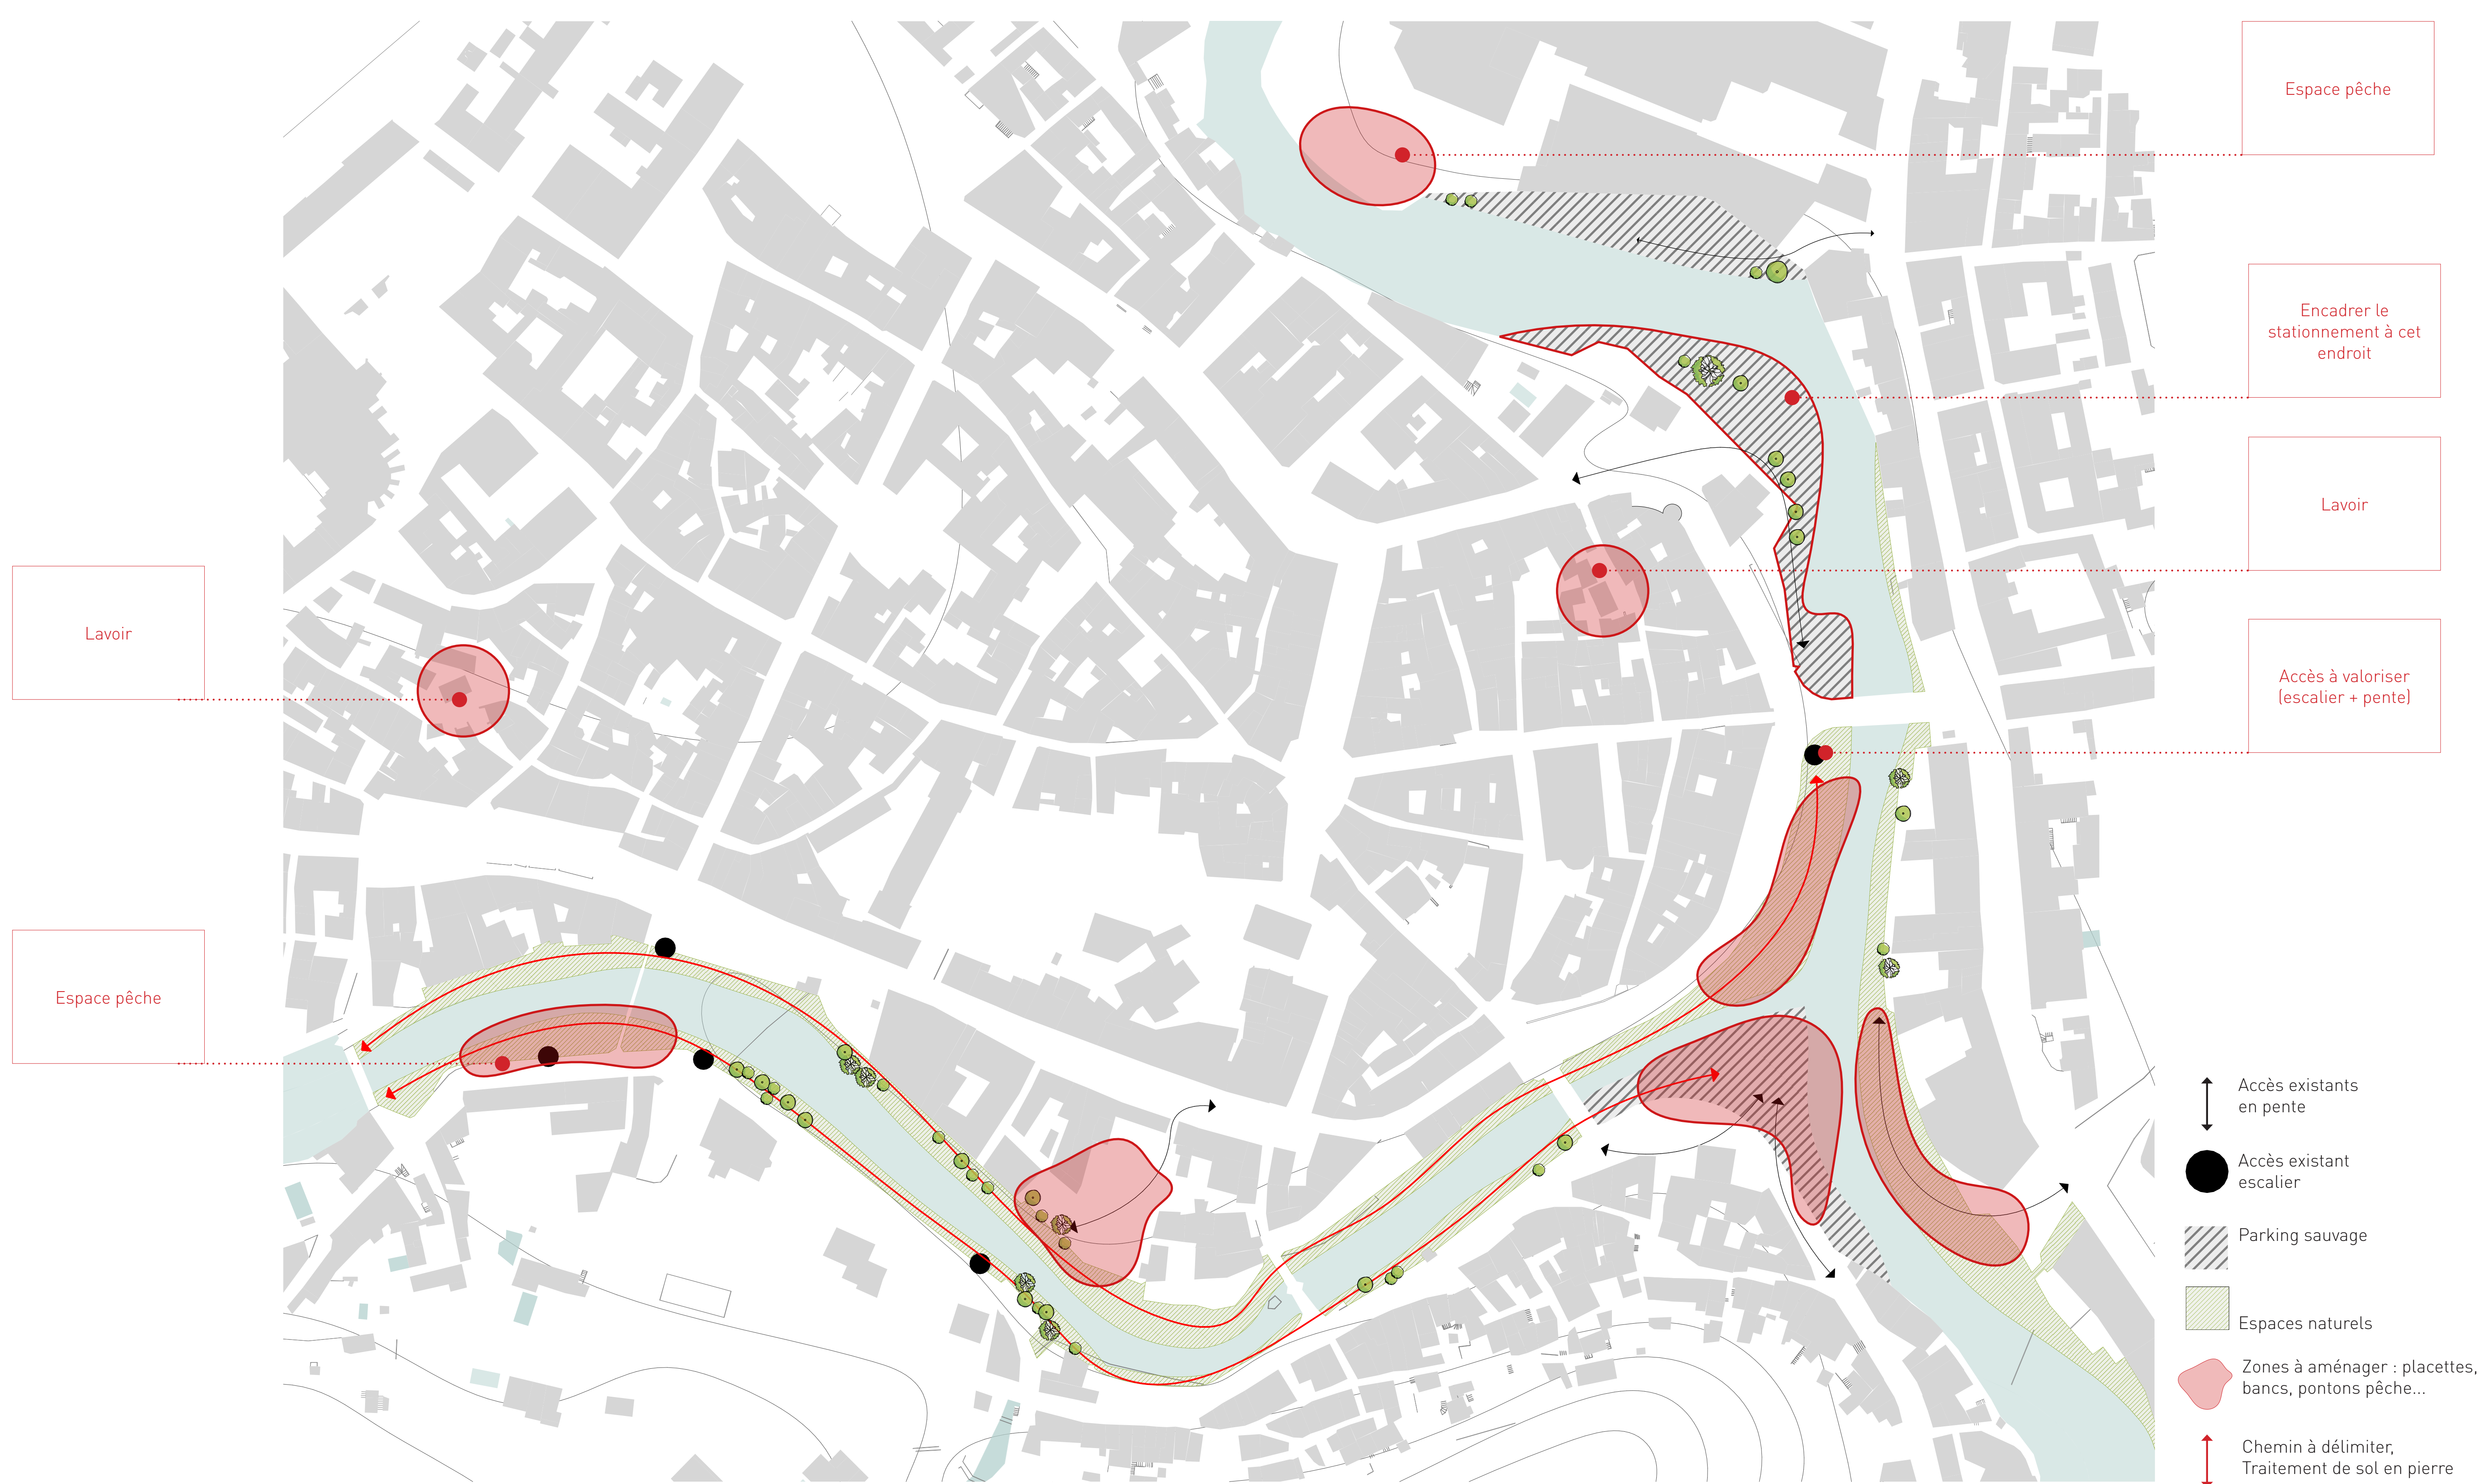 Espace pêche
Encadrer le
stationnement à cet
endroit
Lavoir
Accès à valoriser
(escalier + pente)
Lavoir
Espace pêche
Accès existants
en pente
Accès existant
escalier
Parking sauvage
Espaces naturels
Zones à aménager : placettes,
bancs, pontons pêche...
Chemin à délimiter,
Traitement de sol en pierre